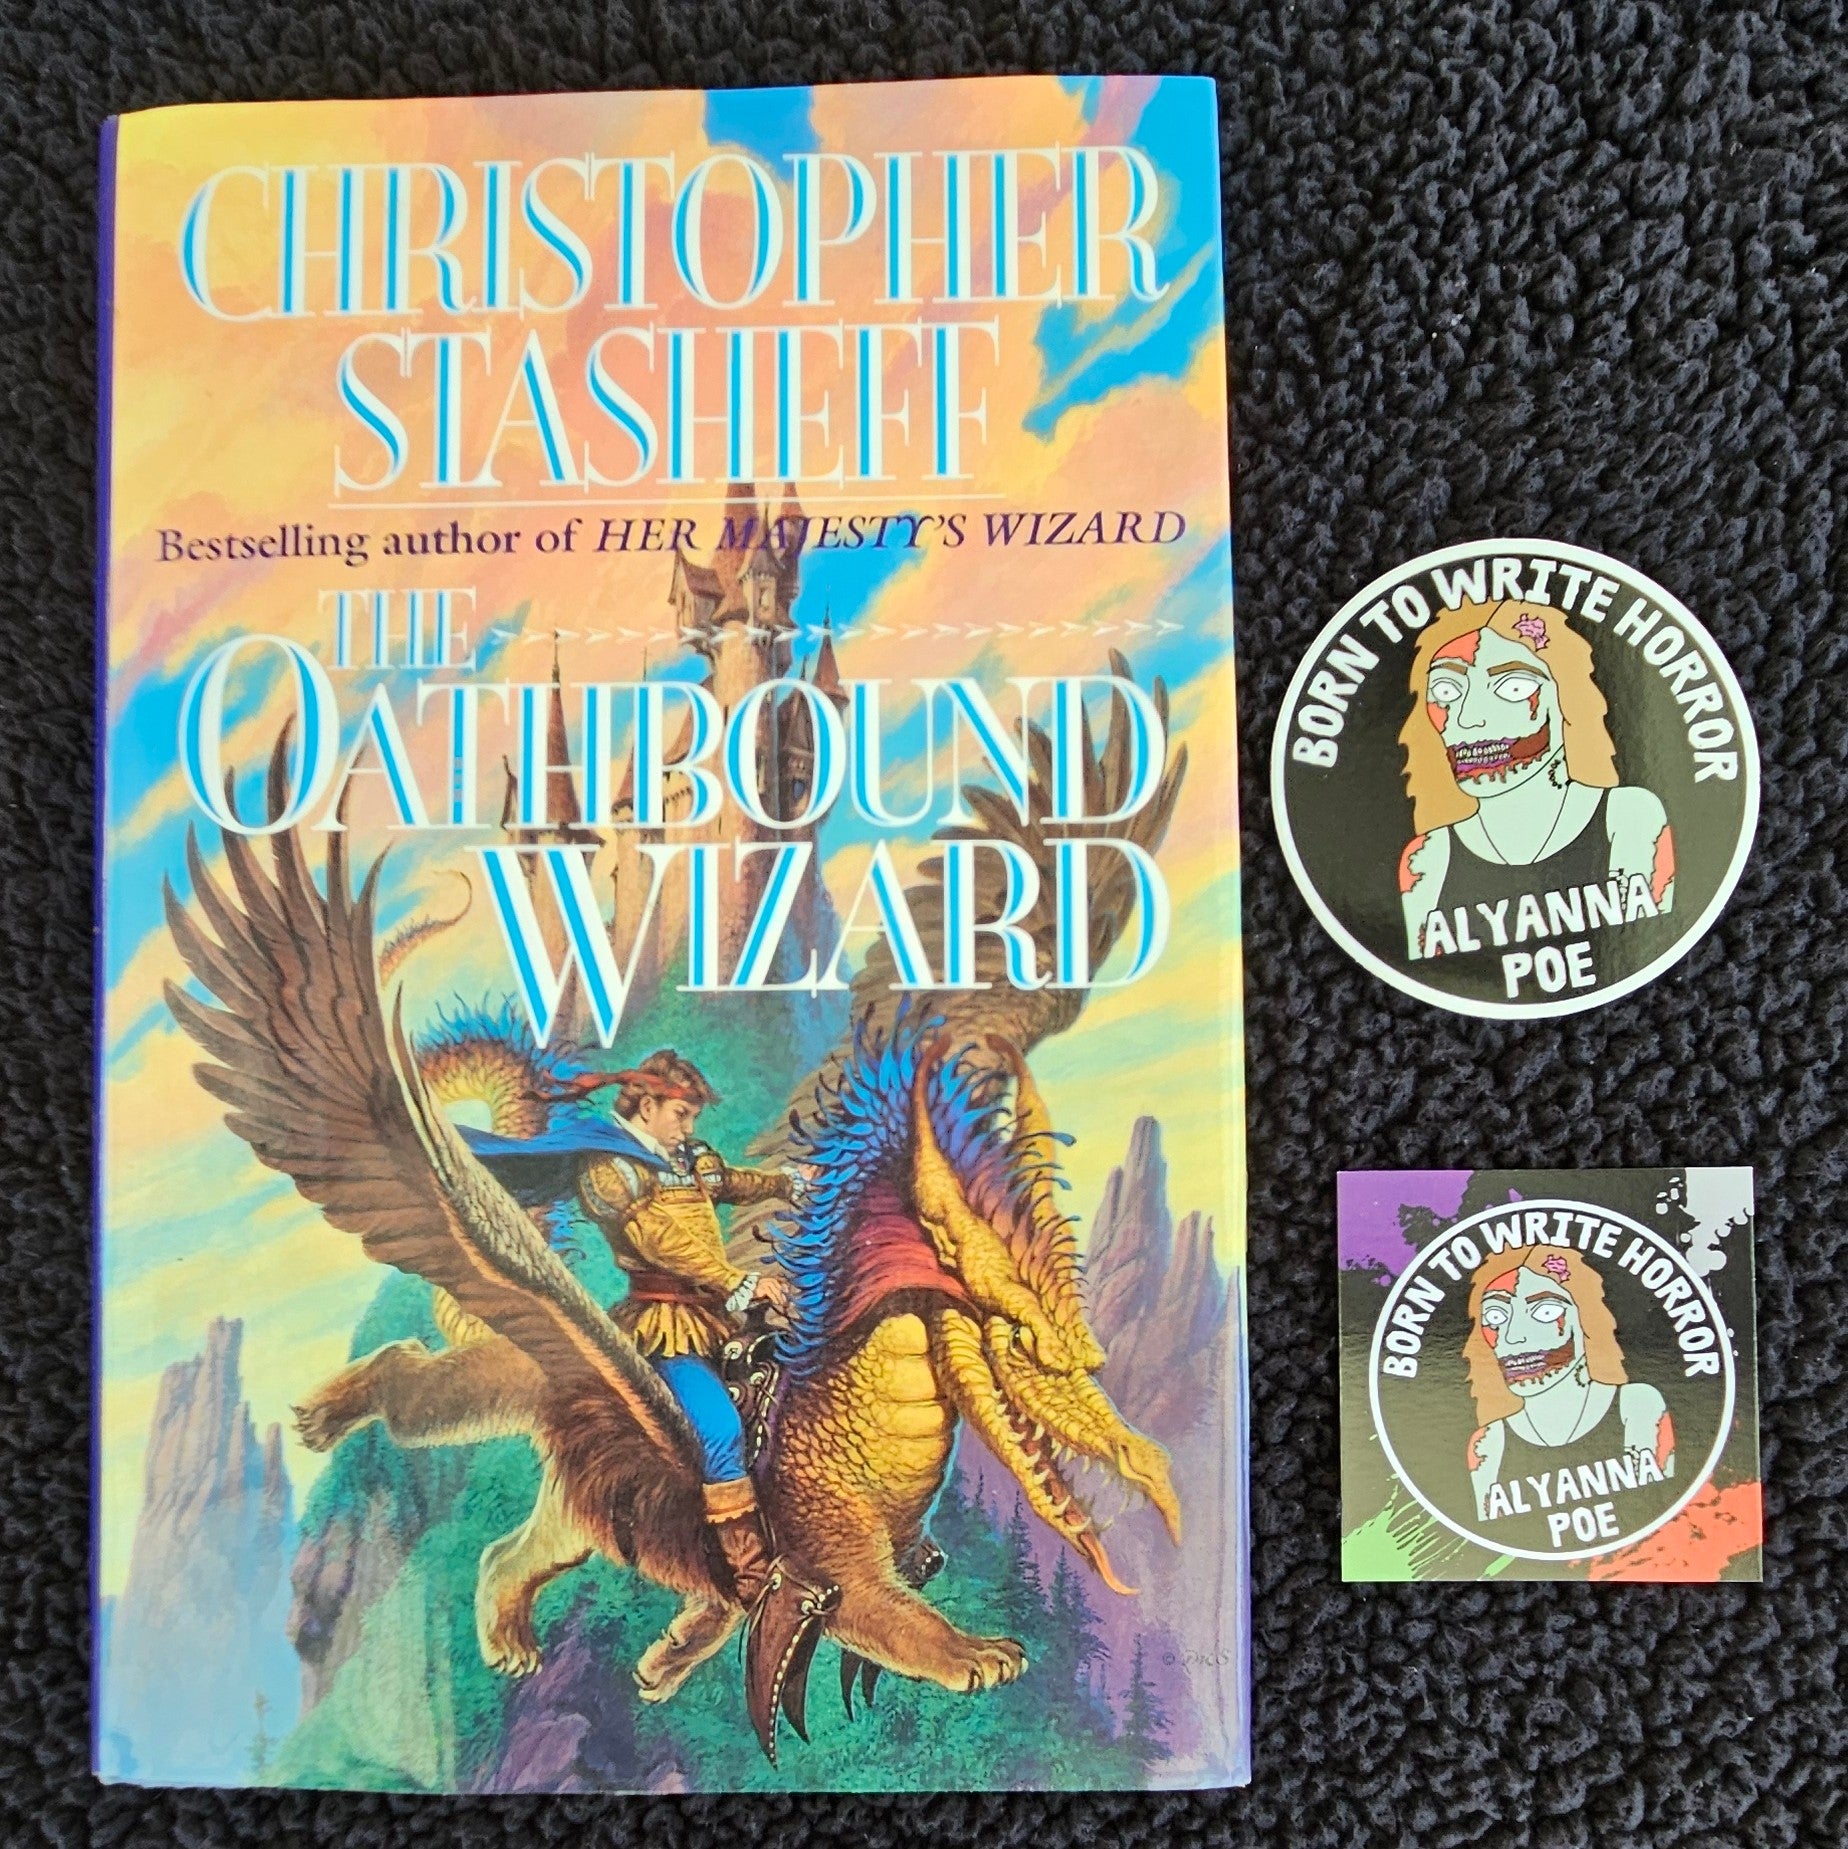 CHRISTOPHER
STASHEFF
Bestselling author of HER MAJESTY'S WIZARD
THE
OATHBOUND
WIZARD
BORN TO WRITE HORROR
ALYANNA
POE
BORN TO WRITE HORROR
ALYANNA
POE